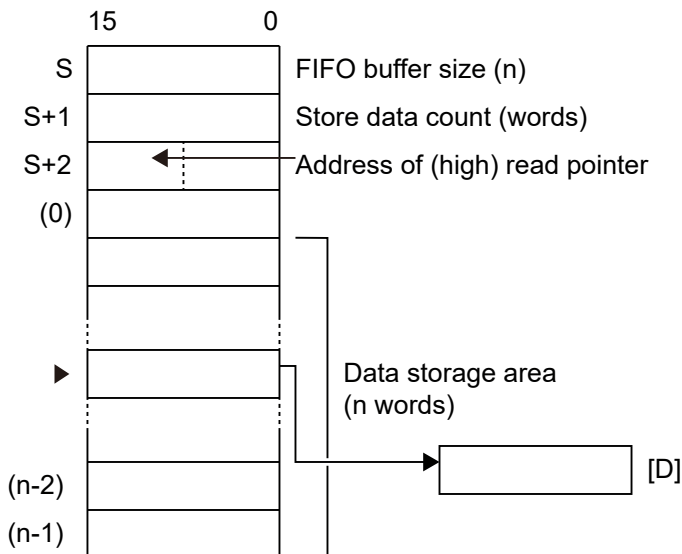 15 0
S FIFO buffer size (n)
S+1 Store data count (words)
S+2 Address of (high) read pointer
(0)
Data storage area
(n words)
[D]
(n-2)
(n-1)